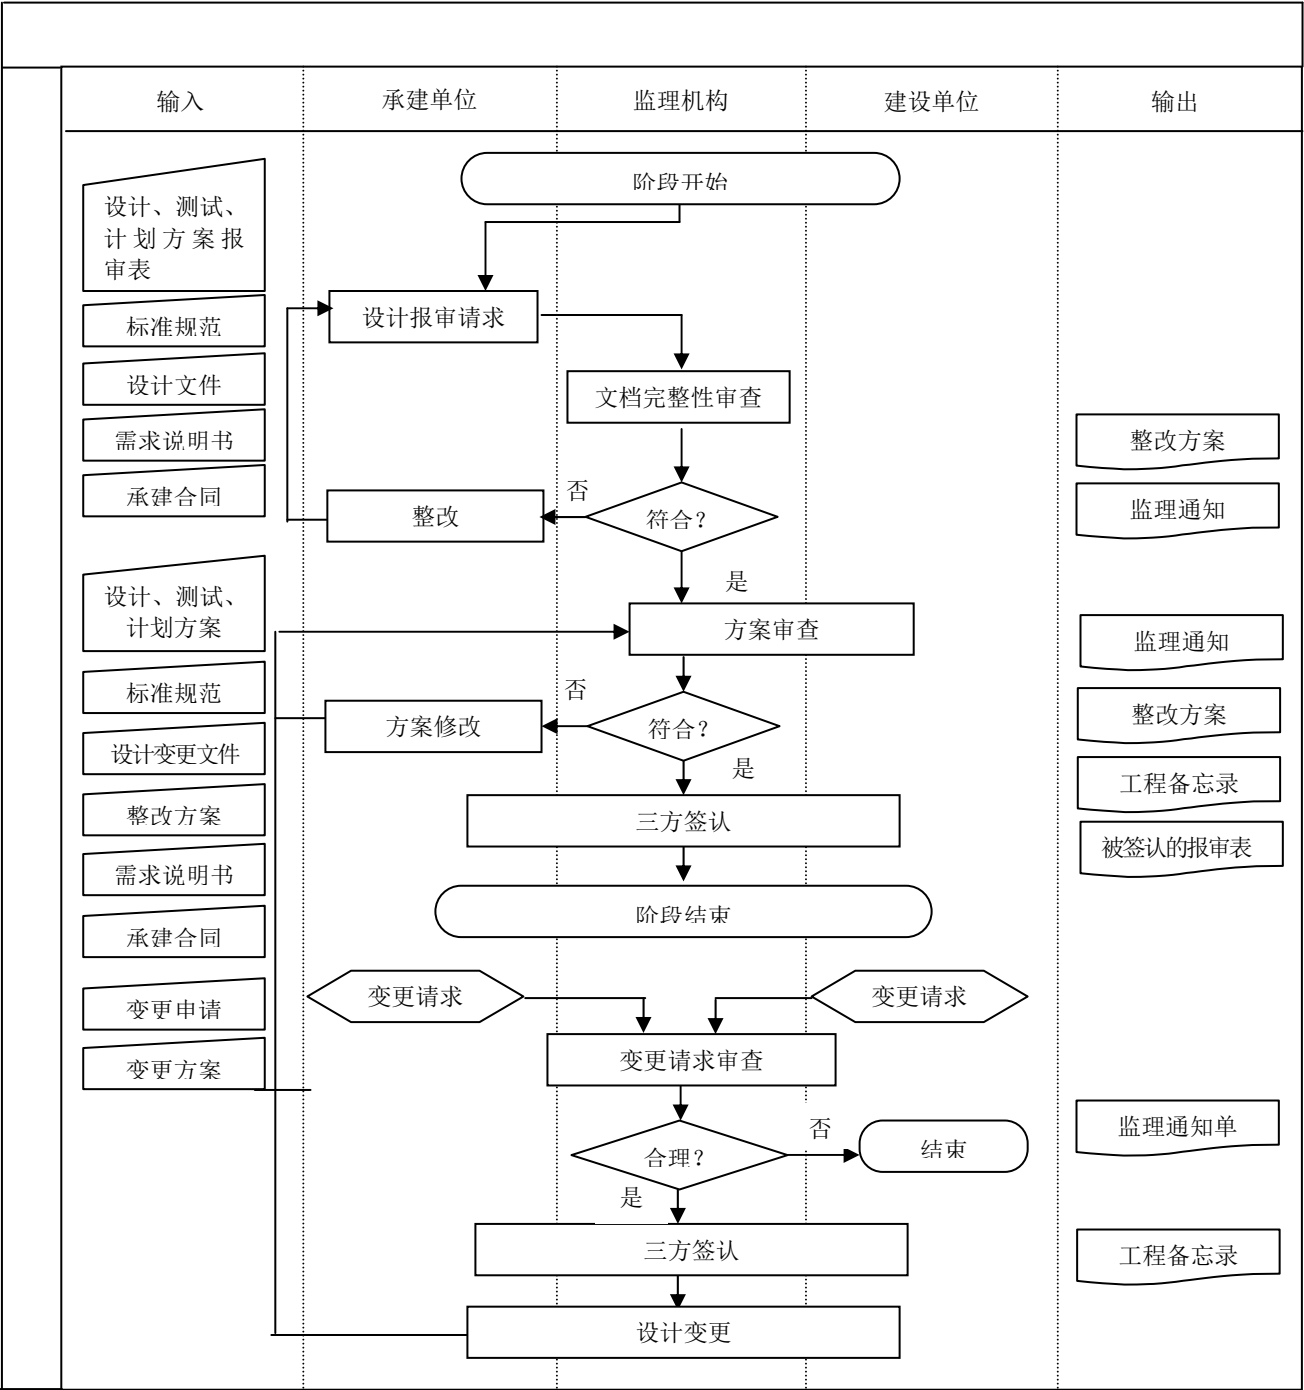 输入
承建单位
监理机构
建设单位
输出
阶段开始
设计、测试、
计划方案报
审表
标准规范
设计报审请求
设计文件
文档完整性审查
需求说明书
整改方案
承建合同
整改
否
符合？
监理通知
是
设计、测试、
计划方案
方案审查
监理通知
标准规范
否
方案修改
符合？
整改方案
设计变更文件
是
工程备忘录
整改方案
三方签认
被签认的报审表
需求说明书
阶段结束
承建合同
变更请求
变更请求
变更申请
变更请求审查
变更方案
否
监理通知单
合理？
结束
是
三方签认
工程备忘录
设计变更